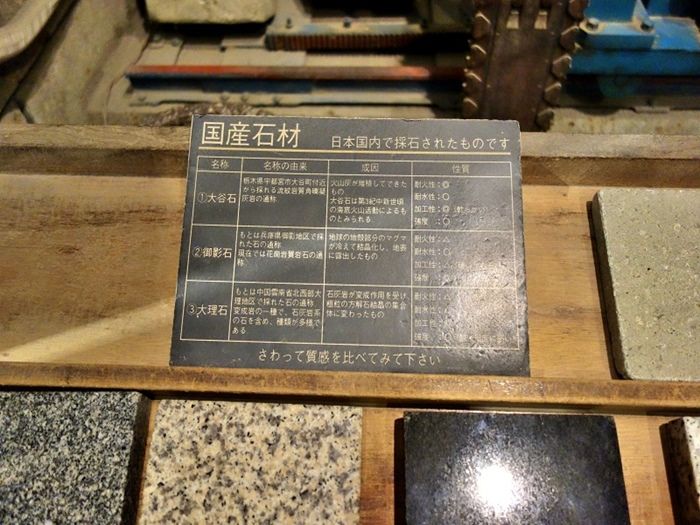 国産石材 日本国内で採石されたものです
名称 名称の由来 成因 性質
①大谷石
栃木県宇都宮市大谷町付近
から採れる流紋岩質角礫凝
灰岩の通称
火山灰が堆積してできた
もの
大谷石は第3紀中新世頃
の海底火山活動によるも
のとみられる
耐火性：◎
耐水性：○
加工性：◎
強度
②御影石
もとは兵庫県御影地区で採
れた石の通称
現在では花崗岩質岩石の通
称
地球の地殻部分のマグマ
が冷えて結晶化し、地表
に露出したもの
耐火性：△
耐水性：○
加工性：△
強度
③大理石
もとは中国雲南省北西部大
理地区で採れた石の通称
変成岩の一種で、石灰岩系
の石を含め、種類が多様で
ある
石灰岩が変成作用を受け
粗粒の方解石結晶の集合
体に変わったもの
耐火性：
耐水性：
加工性：
強度
さわって質感を比べてみて下さい